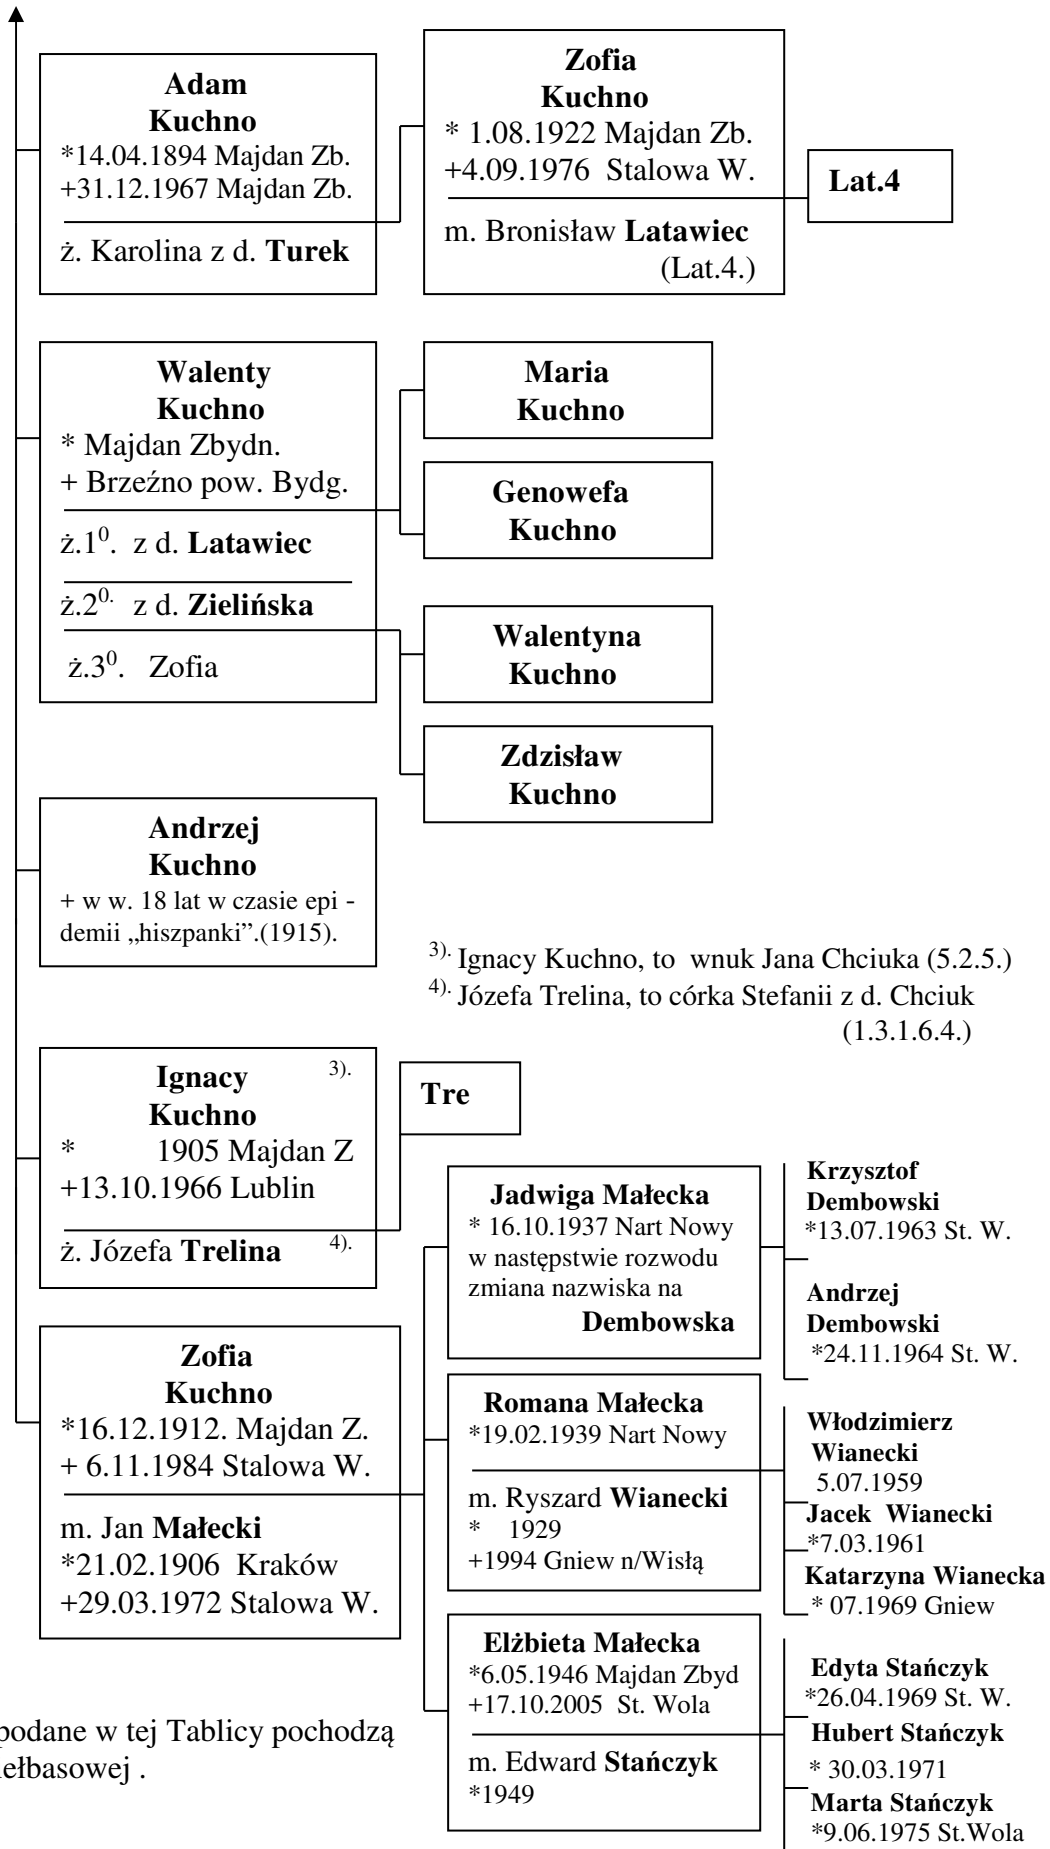 Adam
Kuchno
*14.04.1894 Majdan Zb.
+31.12.1967 Majdan Zb.
ż. Karolina z d. Turek
Zofia
Kuchno
* 1.08.1922 Majdan Zb.
+4.09.1976 Stalowa W.
m. Bronisław Latawiec
(Lat.4.)
Lat.4
Walenty
Kuchno
* Majdan Zbydn.
+ Brzeźno pow. Bydg.
ż.1⁰. z d. Latawiec
ż.2⁰. z d. Zielińska
ż.3⁰. Zofia
Maria
Kuchno
Genowefa
Kuchno
Walentyna
Kuchno
Zdzisław
Kuchno
Andrzej
Kuchno
+ w w. 18 lat w czasie epi -
demii „hiszpanki”.(1915).
3). Ignacy Kuchno, to wnuk Jana Chciuka (5.2.5.)
4). Józefa Trelina, to córka Stefanii z d. Chciuk
(1.3.1.6.4.)
Ignacy 3).
Kuchno
* 1905 Majdan Z
+13.10.1966 Lublin
ż. Józefa Trelina 4).
Tre
Zofia
Kuchno
*16.12.1912. Majdan Z.
+ 6.11.1984 Stalowa W.
m. Jan Małecki
*21.02.1906 Kraków
+29.03.1972 Stalowa W.
Jadwiga Małecka
* 16.10.1937 Nart Nowy
w następstwie rozwodu
zmiana nazwiska na
Dembowska
Krzysztof
Dembowski
*13.07.1963 St. W.
Andrzej
Dembowski
*24.11.1964 St. W.
Romana Małecka
*19.02.1939 Nart Nowy
m. Ryszard Wianecki
* 1929
+1994 Gniew n/Wisłą
Włodzimierz
Wianecki
5.07.1959
Jacek Wianecki
*7.03.1961
Katarzyna Wianecka
* 07.1969 Gniew
Elżbieta Małecka
*6.05.1946 Majdan Zbyd
+17.10.2005 St. Wola
m. Edward Stańczyk
*1949
Edyta Stańczyk
*26.04.1969 St. W.
Hubert Stańczyk
* 30.03.1971
Marta Stańczyk
*9.06.1975 St.Wola
podane w tej Tablicy pochodzą
iełbasowej .